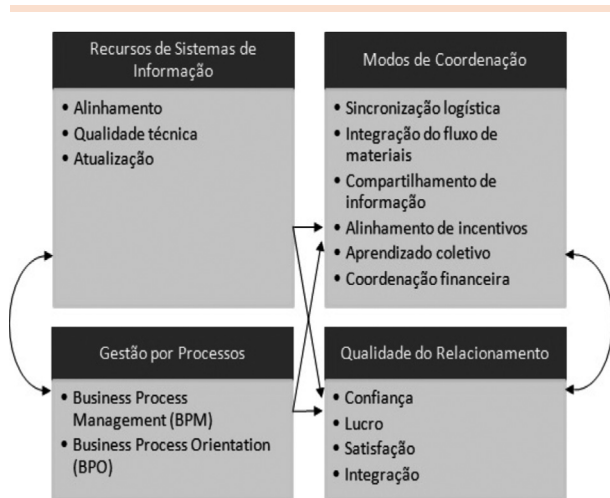 Recursos de Sistemas de
Informação
• Alinhamento
• Qualidade técnica
• Atualização
Modos de Coordenação
• Sincronização logística
• Integração do fluxo de
materiais
• Compartilhamento de
informação
• Alinhamento de incentivos
• Aprendizado coletivo
• Coordenação financeira
Gestão por Processos
• Business Process
Management (BPM)
• Business Process Orientation
(BPO)
Qualidade do Relacionamento
• Confiança
• Lucro
• Satisfação
• Integração